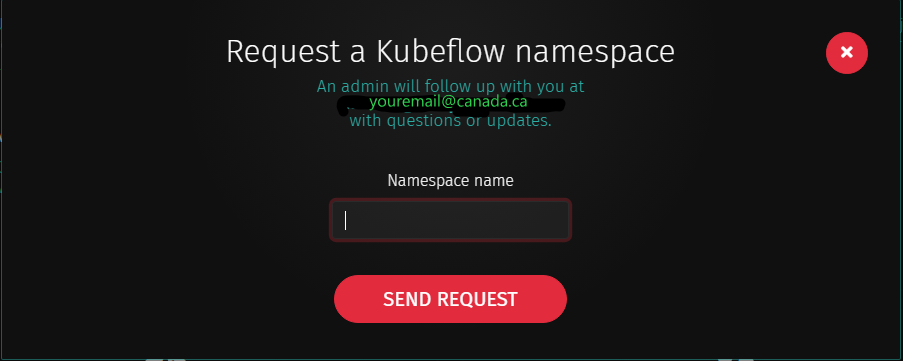 Request a Kubeflow namespace
An admin will follow up with you at
youremail@canada.ca
with questions or updates.
Namespace name
SEND REQUEST